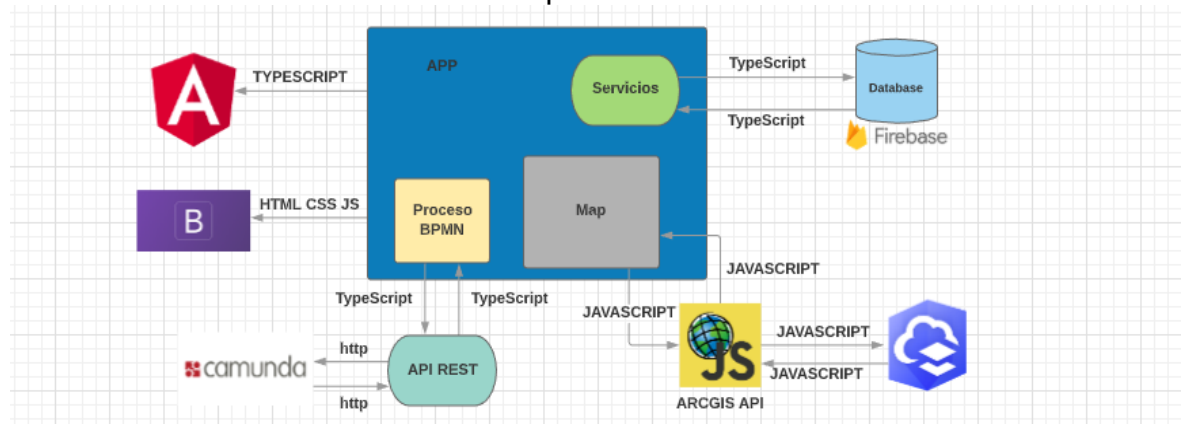 APP
TYPESCRIPT
Servicios
TypeScript
TypeScript
Database
Firebase
HTML CSS JS
B
Proceso
BPMN
Map
JAVASCRIPT
TypeScript
TypeScript
JAVASCRIPT
http
camunda
API REST
http
JS
ARCGIS API
JAVASCRIPT
JAVASCRIPT